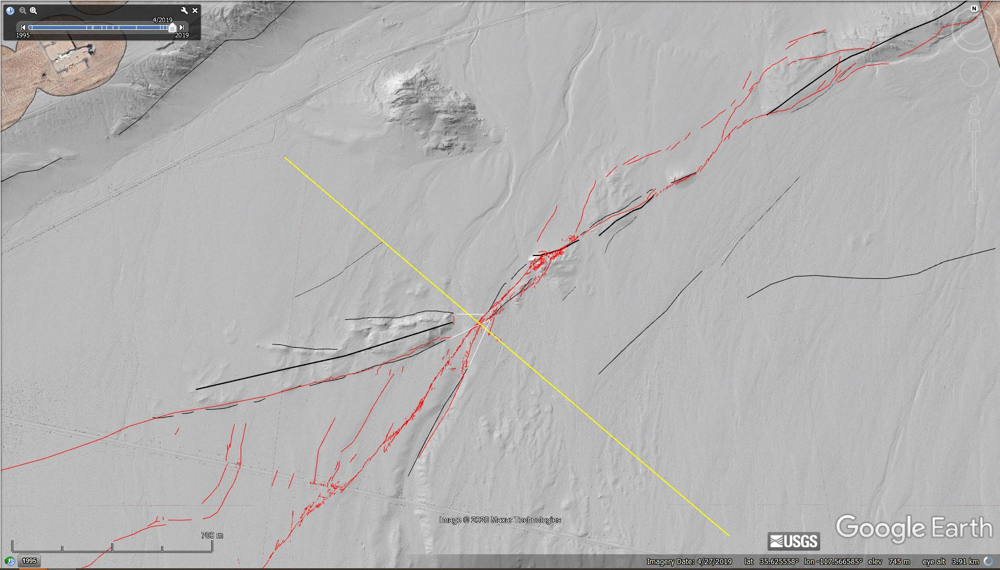 4/2019
1995
2019
N
Image © 2020 Maxar Technologies
700 m
USGS
Google Earth
1995
Imagery Date: 4/27/2019 lat 35.625558° lon -117.566585° elev 745 m eye alt 3.91 km